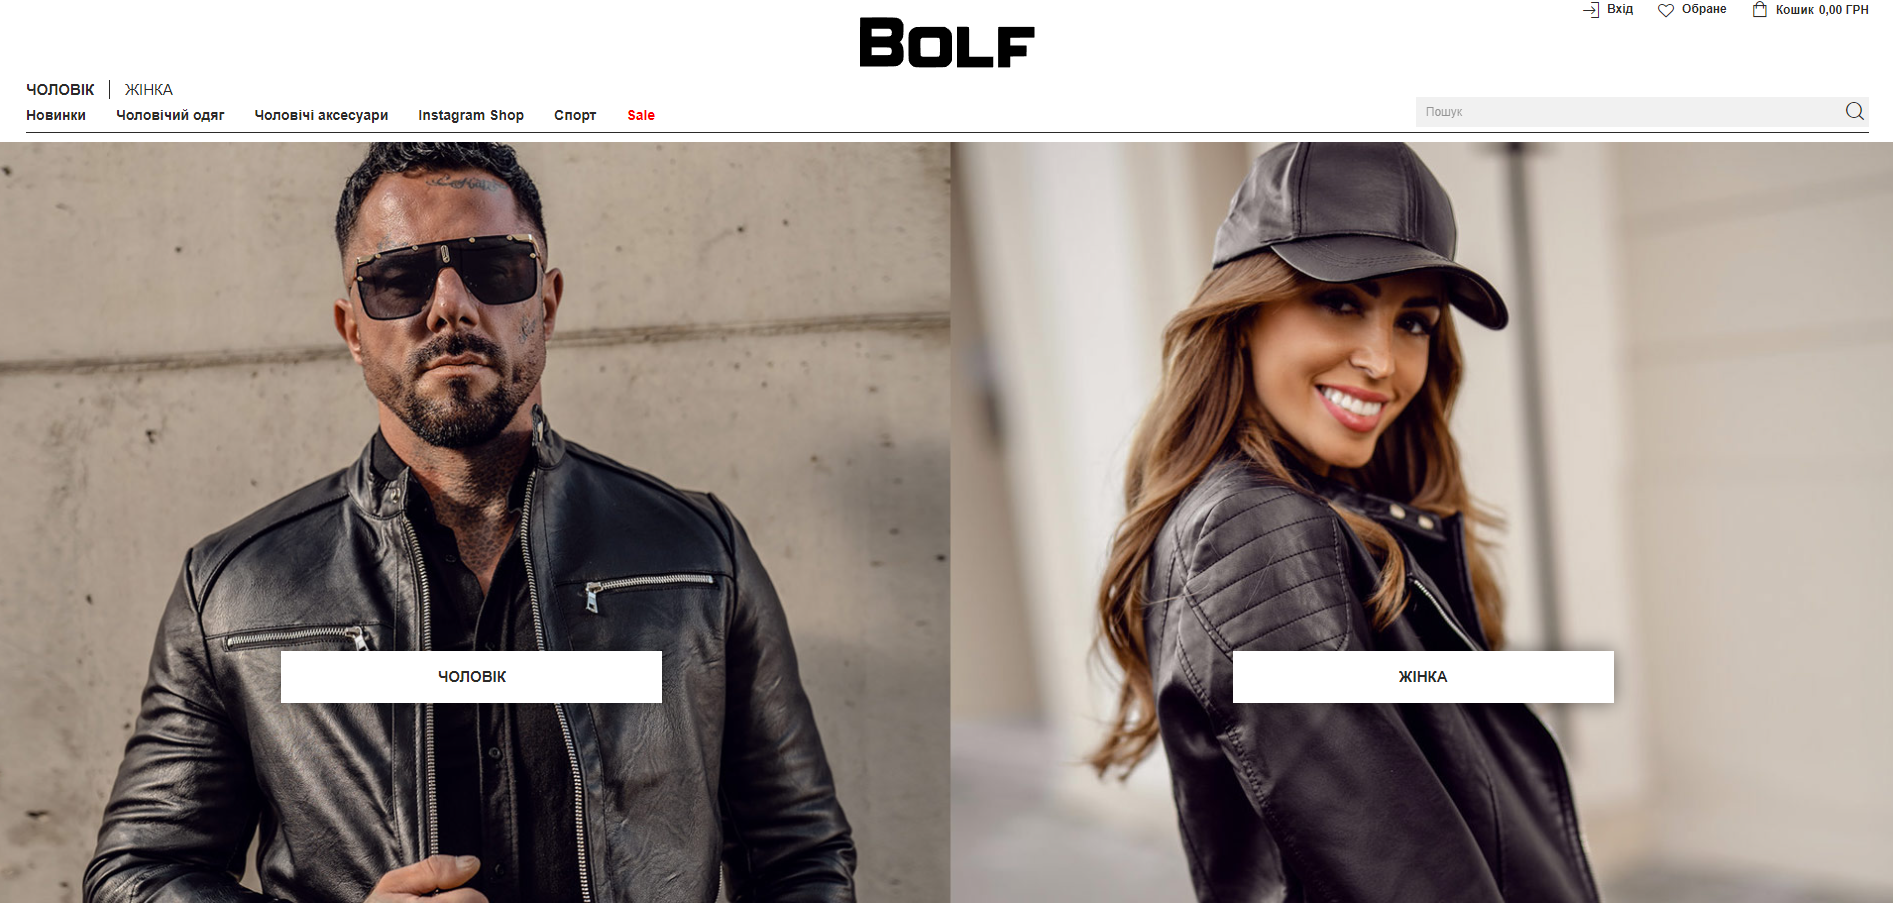 Вхід
Обране
Кошик 0,00 ГРН
BOLF
ЧОЛОВІК
ЖІНКА
Новинки
Чоловічий одяг
Чоловічі аксесуари
Instagram Shop
Спорт
Sale
Пошук
ЧОЛОВІК
ЖІНКА